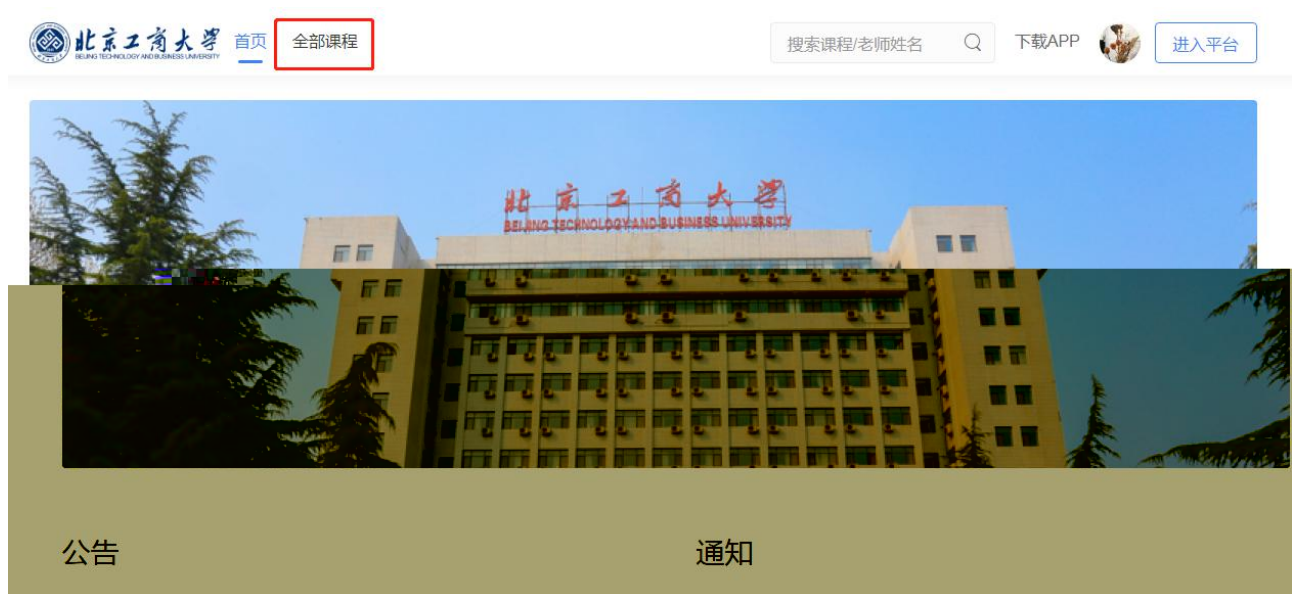 北京工商大学
BEIJING TECHNOLOGY AND BUSINESS UNIVERSITY
首页
全部课程
搜索课程/老师姓名
下载APP
进入平台
北京工商大学
BEIJING TECHNOLOGY AND BUSINESS UNIVERSITY
公告
通知